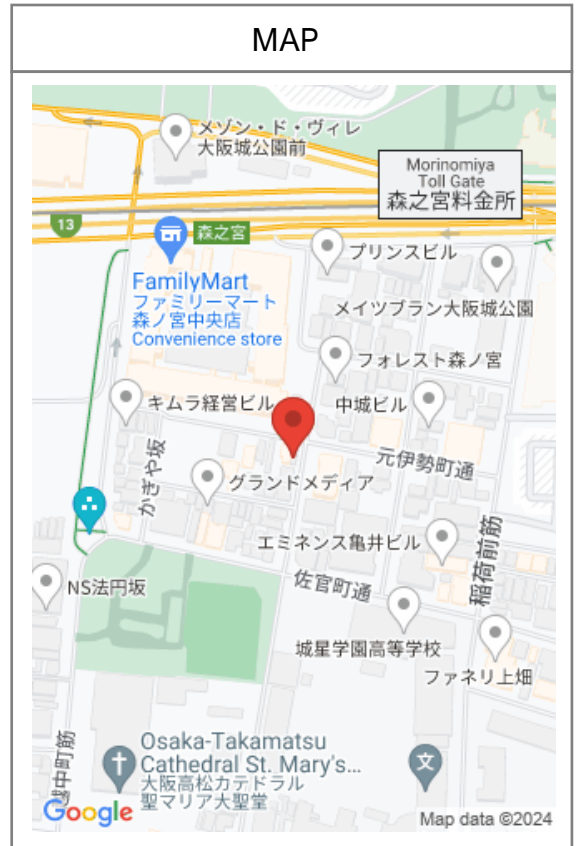 MAP
メゾン・ド・ヴィレ
大阪城公園前
Morinomiya
Toll Gate
森之宮料金所
13
森之宮
プリンスビル
FamilyMart
ファミリーマート
森ノ宮中央店
Convenience store
メイツブラン大阪城公園
フォレスト森ノ宮
キムラ経営ビル
中城ビル
元伊勢町通
かきや坂
グランドメディア
エミネンス亀井ビル
稲荷前筋
NS法円坂
佐官町通
城星学園高等学校
ファネリ上畑
越中町筋
Osaka-Takamatsu
Cathedral St. Mary's...
大阪高松カテドラル
聖マリア大聖堂
文
Google
Map data ©2024